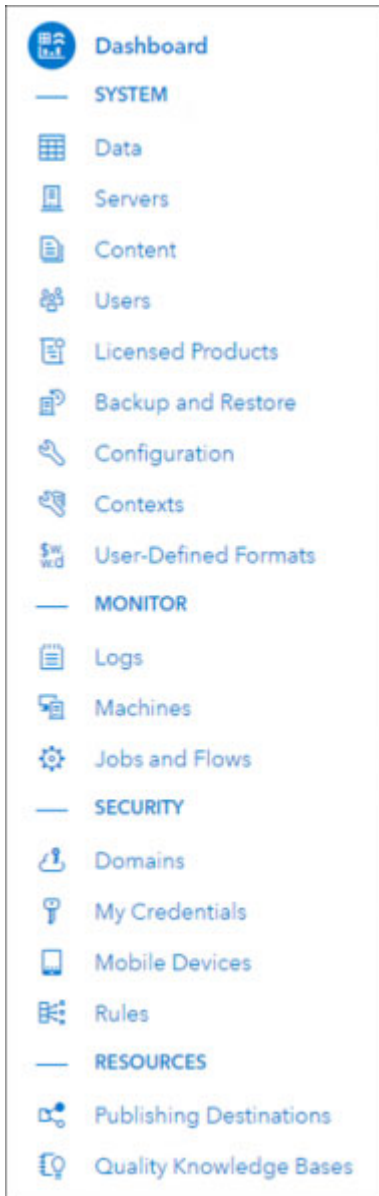 Dashboard
SYSTEM
Data
Servers
Content
Users
Licensed Products
Backup and Restore
Configuration
Contexts
$w. w.d User-Defined Formats
MONITOR
Logs
Machines
Jobs and Flows
SECURITY
Domains
My Credentials
Mobile Devices
Rules
RESOURCES
Publishing Destinations
Quality Knowledge Bases